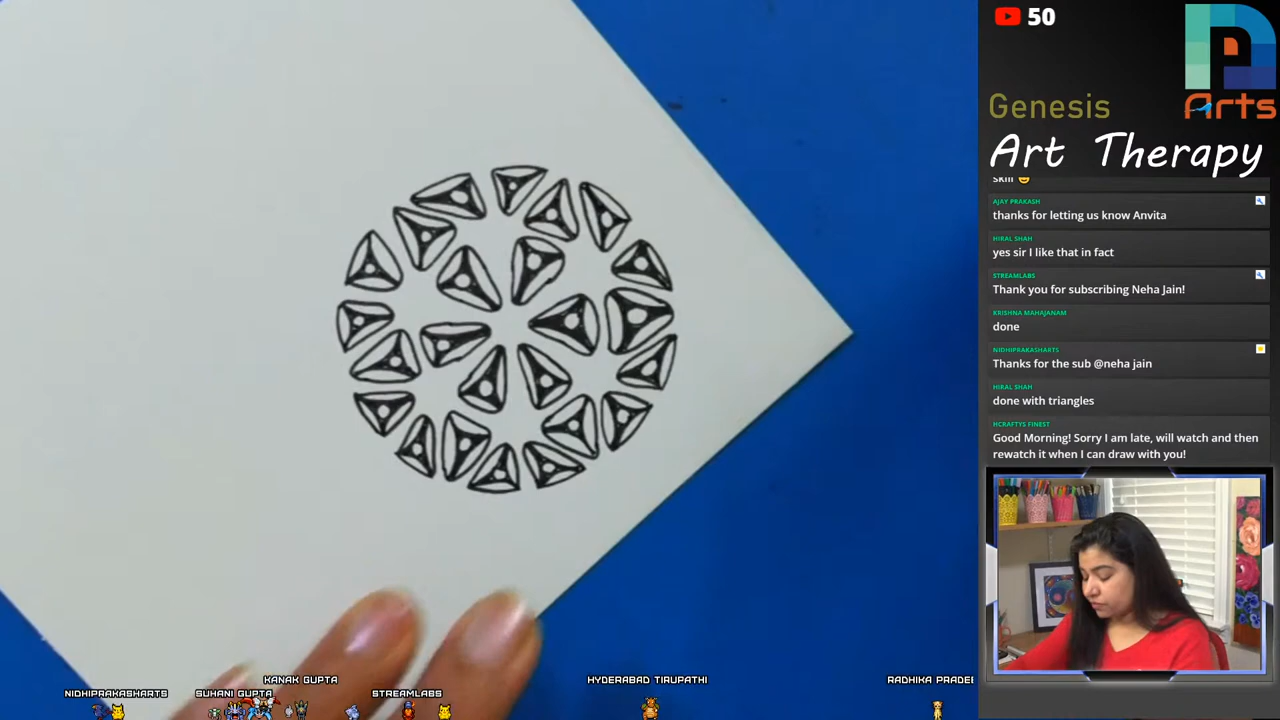 50
Arts
Genesis
Art Therapy
skill
AJAY PRAKASH
thanks for letting us know Anvita
HIRAL SHAH
yes sir I like that in fact
STREAMLABS
Thank you for subscribing Neha Jain!
KRISHNA MAHAJANAM
done
NIDHIPRAKASHARTS
Thanks for the sub @neha jain
HIRAL SHAH
done with triangles
HCRAFTYS FINEST
Good Morning! Sorry I am late, will watch and then
rewatch it when I can draw with you!
KANAK GUPTA
HYDERABAD TIRUPATHI
RADHIKA PRADEE
NIDHIPRAKASHARTS
SUHANI GUPTA
STREAMLABS